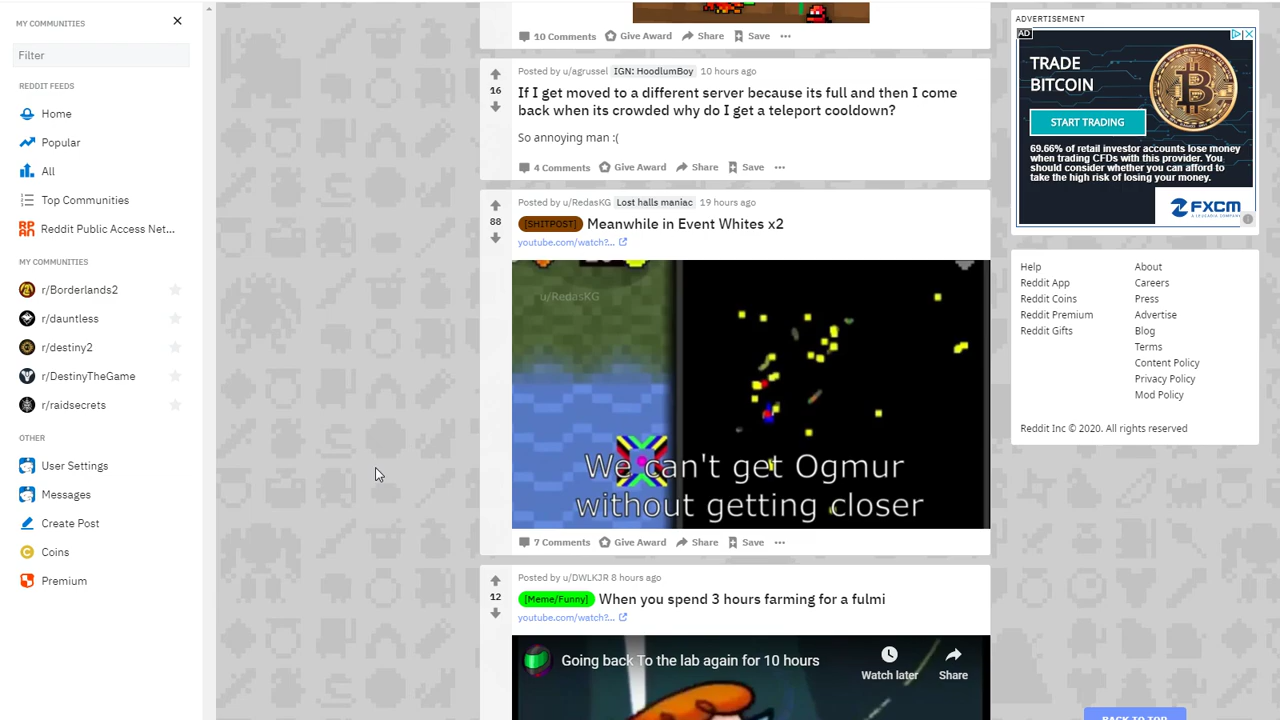 MY COMMUNITIES
Filter
REDDIT FEEDS
Home
Popular
All
Top Communities
Reddit Public Access Net...
MY COMMUNITIES
r/Borderlands2
r/dauntless
r/destiny2
r/DestinyTheGame
r/raidsecrets
OTHER
User Settings
Messages
Create Post
Coins
Premium
10 Comments Give Award Share Save
Posted by u/agrussel IGN: HoodlumBoy 10 hours ago
16
If I get moved to a different server because its full and then I come
back when its crowded why do I get a teleport cooldown?
So annoying man :(
4 Comments Give Award Share Save
Posted by u/RedasKG Lost halls maniac 19 hours ago
88
[SHITPOST] Meanwhile in Event Whites x2
youtube.com/watch?...
u/RedasKG
We can't get Ogmur
without getting closer
7 Comments Give Award Share Save
Posted by u/DWLKJR 8 hours ago
12
[Meme/Funny] When you spend 3 hours farming for a fulmi
youtube.com/watch?...
Going back To the lab again for 10 hours
Watch later Share
ADVERTISEMENT
AD
TRADE
BITCOIN
START TRADING
69.66% of retail investor accounts lose money
when trading CFDs with this provider. You
should consider whether you can afford to
take the high risk of losing your money.
FXCM
Help About
Reddit App Careers
Reddit Coins Press
Reddit Premium Advertise
Reddit Gifts Blog
Terms
Content Policy
Privacy Policy
Mod Policy
Reddit Inc © 2020. All rights reserved
BACK TO TOP